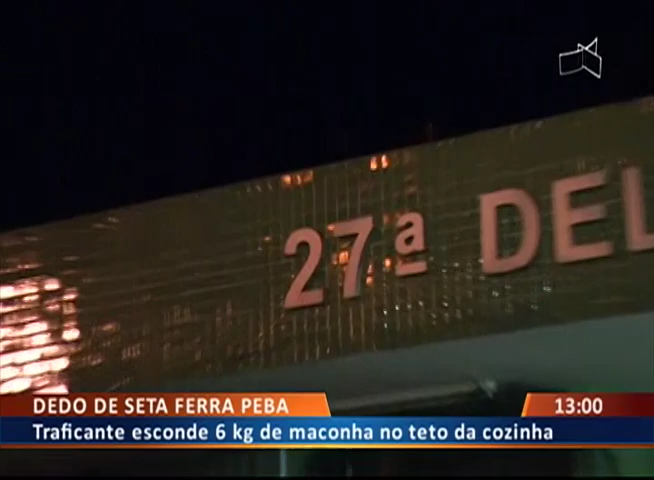 27ª DEL
DEDO DE SETA FERRA PEBA
13:00
Traficante esconde 6 kg de maconha no teto da cozinha